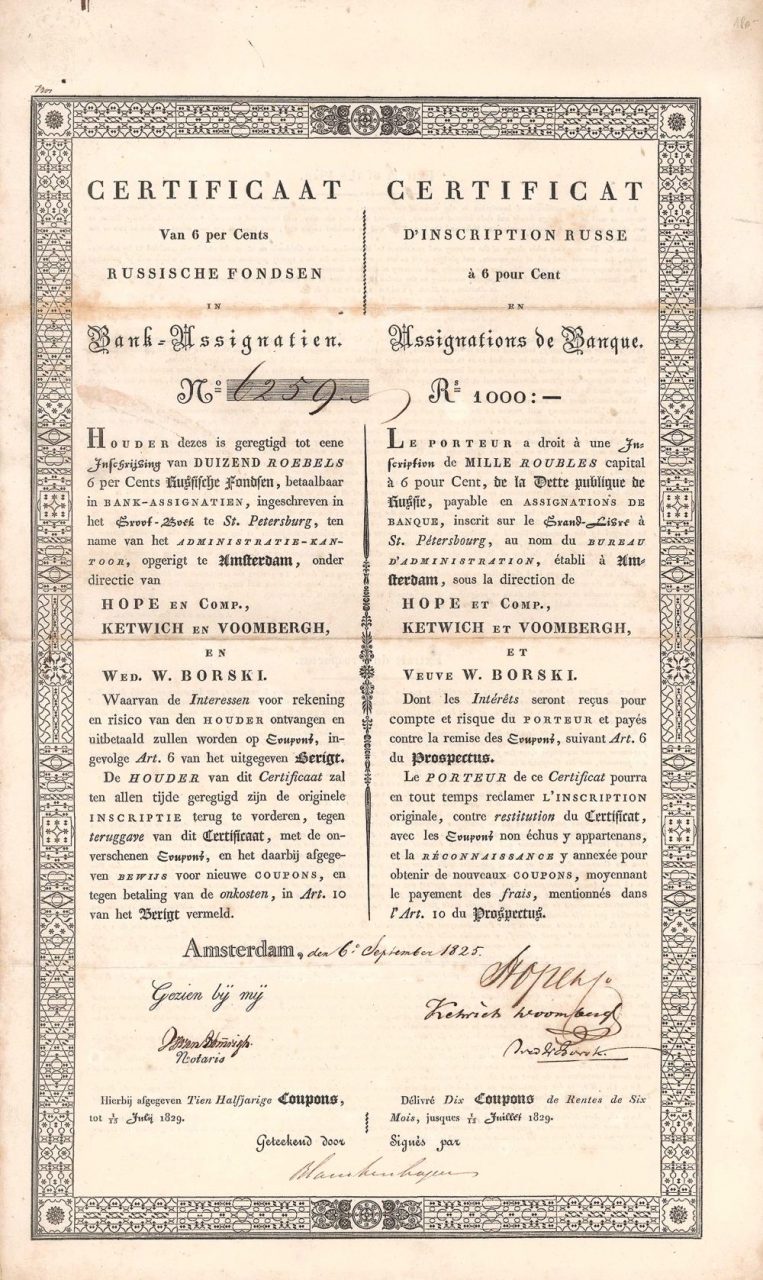 CERTIFICAAT
Van 6 per Cents
RUSSISCHE FONDSEN
IN
Bank-Assignatien.
Nº 6259
HOUDER dezes is geregtigd tot eene
Inschrijving van DUIZEND ROEBELS
6 per Cents Russische Fondsen, betaalbaar
in BANK-ASSIGNATIEN, ingeschreven in
het Groot-Boek te St. Petersburg, ten
name van het ADMINISTRATIE-KAN-
TOOR, opgerigt te Amsterdam, onder
directie van
HOPE EN COMP.,
KETWICH EN VOOMBERGH,
EN
WED. W. BORSKI.
Waarvan de Interessen voor rekening
en risico van den HOUDER ontvangen en
uitbetaald zullen worden op Coupons, in-
gevolge Art. 6 van het uitgegeven Berigt.
De HOUDER van dit Certificaat zal
ten allen tijde geregtigd zijn de originele
INSCRIPTIE terug te vorderen, tegen
teruggave van dit Certificaat, met de on-
verschenen Coupons, en het daarbij afgege-
ven BEWIJS voor nieuwe COUPONS, en
tegen betaling van de onkosten, in Art. 10
van het Berigt vermeld.
CERTIFICAT
D'INSCRIPTION RUSSE
à 6 pour Cent
EN
Assignations de Banque.
Rs 1000:—
LE PORTEUR a droit à une In-
scription de MILLE ROUBLES capital
à 6 pour Cent, de la Dette publique de
Russie, payable en ASSIGNATIONS DE
BANQUE, inscrit sur le Grand-Livre à
St. Pétersbourg, au nom du BUREAU
D'ADMINISTRATION, établi à Am-
sterdam, sous la direction de
HOPE ET COMP.,
KETWICH ET VOOMBERGH,
ET
VEUVE W. BORSKI.
Dont les Intérêts seront reçus pour
compte et risque du PORTEUR et payés
contre la remise des Coupons, suivant Art. 6
du Prospectus.
Le PORTEUR de ce Certificat pourra
en tout temps reclamer L'INSCRIPTION
originale, contre restitution du Certificat,
avec les Coupons non échus y appartenans,
et la RÉCONNAISSANCE y annexée pour
obtenir de nouveaux COUPONS, moyennant
le payement des frais, mentionnés dans
l'Art. 10 du Prospectus.
Amsterdam, den 6e September 1825.
Gezien bij mij
Notaris
Hope &
Ketwich Voombergh
Wed W Borski
Hierbij afgegeven Tien Halfjarige Coupons,
tot 1/13 Julij 1829.
Geteekend door
Délivré Dix Coupons de Rentes de Six
Mois, jusques 1/13 Juillet 1829.
Signés par
Blankenhagen